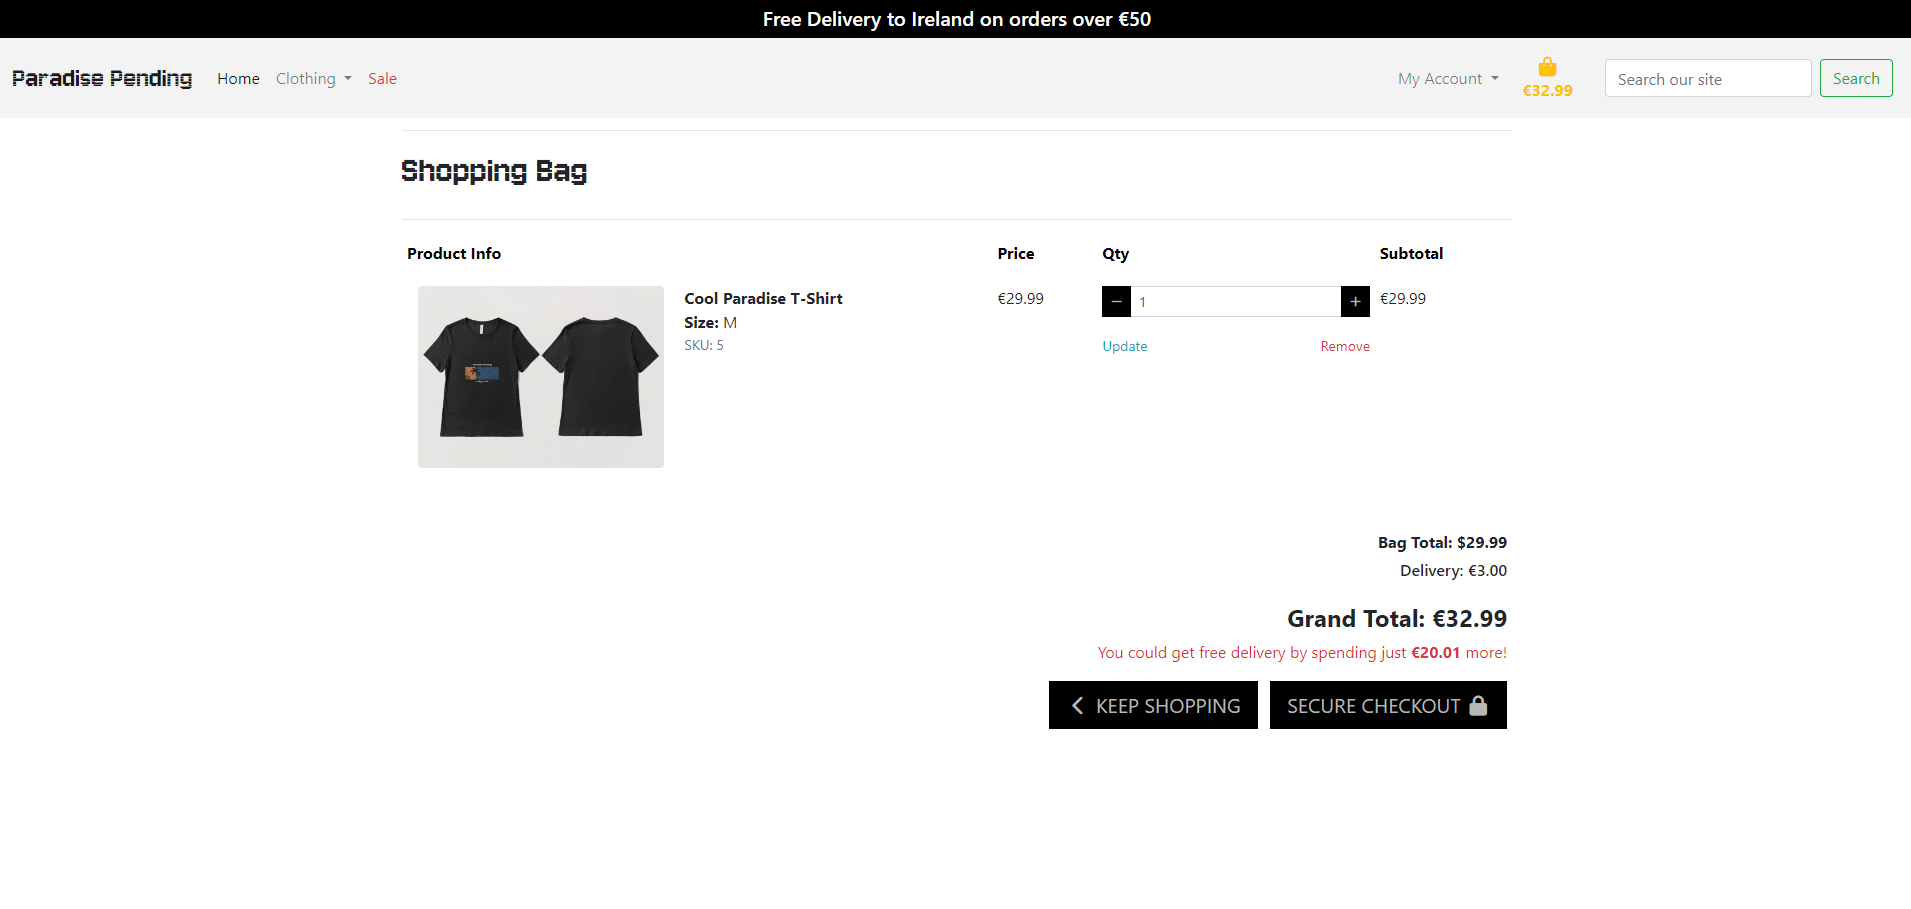 Free Delivery to Ireland on orders over €50
Paradise Pending
Home
Clothing
Sale
My Account
€32.99
Search our site
Search
Shopping Bag
Product Info
Price
Qty
Subtotal
Cool Paradise T-Shirt
Size: M
SKU: 5
€29.99
− 1 +
€29.99
Update
Remove
Bag Total: $29.99
Delivery: €3.00
Grand Total: €32.99
You could get free delivery by spending just €20.01 more!
KEEP SHOPPING
SECURE CHECKOUT